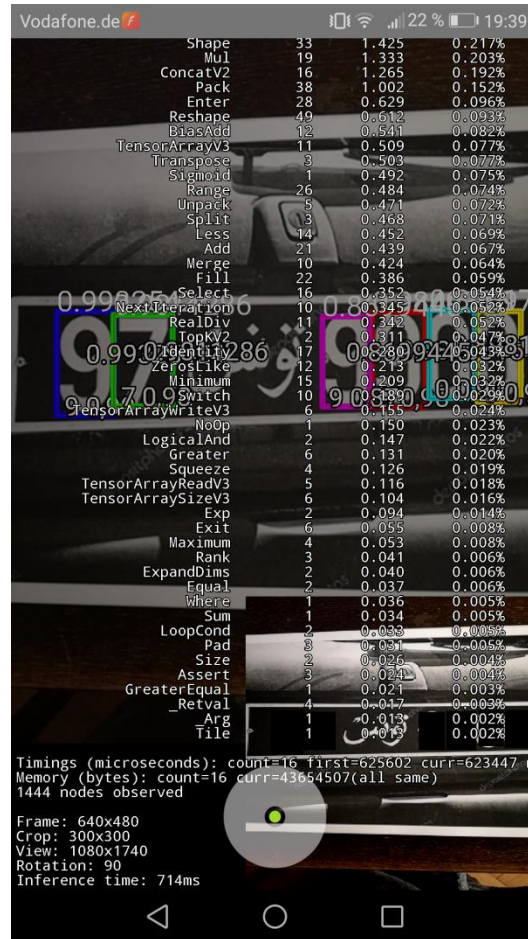 Vodafone.de 22 % 19:39
Shape 33 1.425 0.217%
Mul 19 1.333 0.203%
ConcatV2 16 1.265 0.192%
Pack 38 1.002 0.152%
Enter 28 0.629 0.096%
Reshape 49 0.612 0.093%
BiasAdd 12 0.541 0.082%
TensorArrayV3 11 0.509 0.077%
Transpose 3 0.503 0.077%
Sigmoid 1 0.492 0.075%
Range 26 0.484 0.074%
Unpack 5 0.471 0.072%
Split 3 0.468 0.071%
Less 14 0.452 0.069%
Add 21 0.439 0.067%
Merge 10 0.424 0.064%
Fill 22 0.386 0.059%
Select 16 0.352 0.054%
NextIteration 10 0.345 0.052%
RealDiv 11 0.342 0.052%
TopKV2 2 0.311 0.047%
Identity 17 0.280
ZerosLike 12 0.213 0.032%
Minimum 15 0.209 0.032%
Switch 10 0.189 0.029%
TensorArrayWriteV3 6 0.155 0.024%
NoOp 1 0.150 0.023%
LogicalAnd 2 0.147 0.022%
Greater 6 0.131 0.020%
Squeeze 4 0.126 0.019%
TensorArrayReadV3 5 0.116 0.018%
TensorArraySizeV3 6 0.104 0.016%
Exp 2 0.094 0.014%
Exit 6 0.055 0.008%
Maximum 4 0.053 0.008%
Rank 3 0.041 0.006%
ExpandDims 2 0.040 0.006%
Equal 2 0.037 0.006%
Where 1 0.036 0.005%
Sum 1 0.034 0.005%
LoopCond 2 0.033 0.005%
Pad 3 0.031 0.005%
Size 2 0.026 0.004%
Assert 3 0.024 0.004%
GreaterEqual 1 0.021 0.003%
_Retval 4 0.017 0.003%
_Arg 1 0.013 0.002%
Tile 1 0.013 0.002%
97 تونس
تونس
Timings (microseconds): count=16 first=625602 curr=623447
Memory (bytes): count=16 curr=43654507(all same)
1444 nodes observed
Frame: 640x480
Crop: 300x300
View: 1080x1740
Rotation: 90
Inference time: 714ms